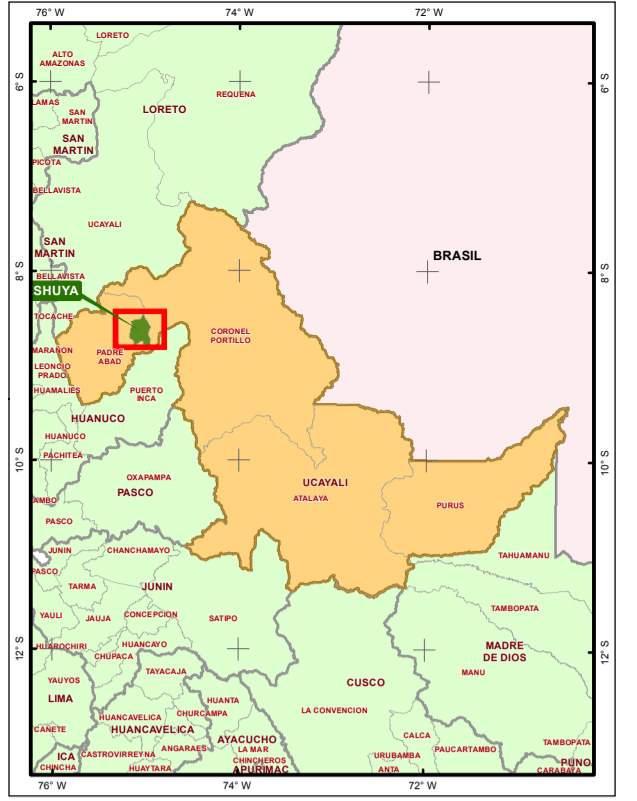 76° W
74° W
72° W
LORETO
ALTO
AMAZONAS
6° S
6° S
REQUENA
LAMAS
LORETO
SAN
MARTIN
SAN
MARTIN
PICOTA
BELLAVISTA
UCAYALI
SAN
MARTIN
BRASIL
8° S
8° S
BELLAVISTA
SHUYA
TOCACHE
CORONEL
PORTILLO
MARAÑON
PADRE
ABAD
LEONCIO
PRADO
HUAMALIES
PUERTO
INCA
HUANUCO
HUANUCO
PACHITEA
10° S
10° S
OXAPAMPA
UCAYALI
PASCO
ATALAYA
AMBO
PURUS
PASCO
JUNIN
CHANCHAMAYO
TAHUAMANU
PASCO
TARMA
JUNIN
TAMBOPATA
YAULI
JAUJA
CONCEPCION
SATIPO
12° S
12° S
HUAROCHIRI
HUANCAYO
MADRE
DE DIOS
CHUPACA
TAYACAJA
MANU
YAUYOS
CUSCO
LIMA
HUANTA
LA CONVENCION
HUANCAVELICA
CHURCAMPA
CAÑETE
HUANCAVELICA
CALCA
AYACUCHO
TAMBOPATA
ANGARAES
LA MAR
PAUCARTAMBO
ICA
CASTROVIRREYNA
URUBAMBA
CHINCHEROS
PUNO
CHINCHA
HUAYTARA
APURIMAC
ANTA
CARABAYA
76° W
74° W
72° W